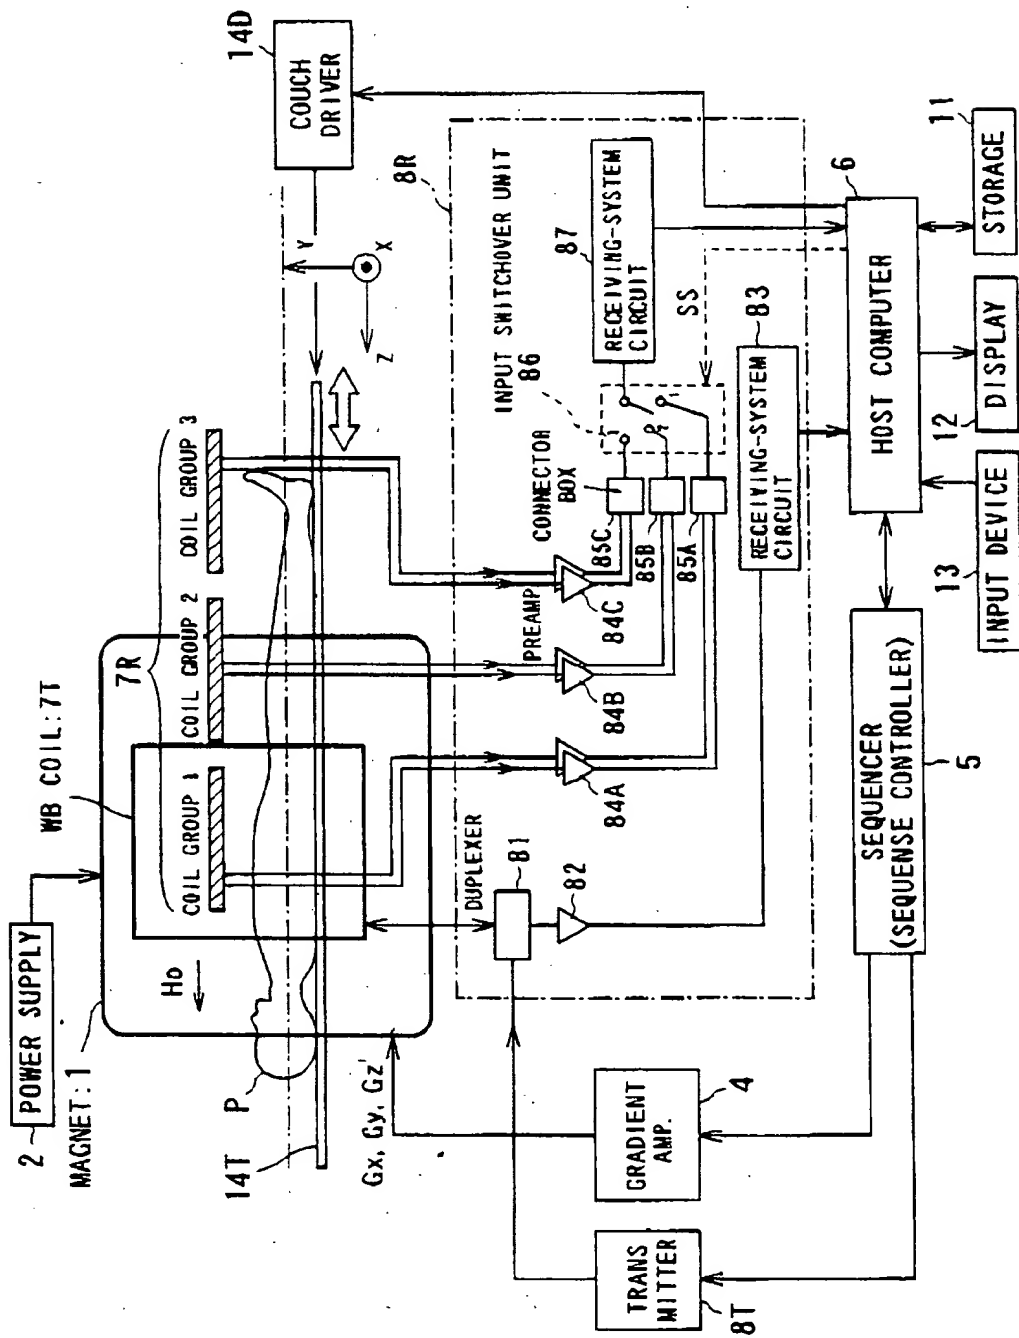 2
POWER SUPPLY
MAGNET:1
WB COIL:7T
7R
COIL GROUP 1
COIL GROUP 2
COIL GROUP 3
14D
COUCH
DRIVER
H0
P
14T
Gx, Gy, Gz
Y
X
Z
8R
DUPLEXER
81
82
PREAMP
84A
84B
84C
CONNECTOR
BOX
85C
85B
85A
INPUT SWITCHOVER UNIT
86
87
RECEIVING-SYSTEM
CIRCUIT
SS
83
RECEIVING-SYSTEM
CIRCUIT
TRANS
MITTER
8T
GRADIENT
AMP.
4
SEQUENCER
(SEQUENSE CONTROLLER)
5
HOST COMPUTER
6
INPUT DEVICE
13
DISPLAY
12
STORAGE
11